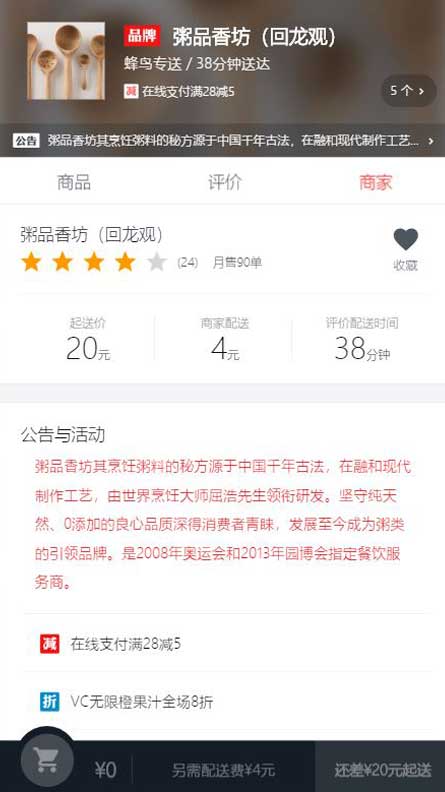 品牌 粥品香坊（回龙观）
蜂鸟专送 / 38分钟送达
减 在线支付满28减5
5 个 >
公告 粥品香坊其烹饪粥料的秘方源于中国千年古法，在融和现代制作工艺... >
商品 评价 商家
粥品香坊（回龙观）
(24) 月售90单
收藏
起送价 商家配送 评价配送时间
20元 4元 38分钟
公告与活动
粥品香坊其烹饪粥料的秘方源于中国千年古法，在融和现代
制作工艺，由世界烹饪大师屈浩先生领衔研发。坚守纯天
然、0添加的良心品质深得消费者青睐，发展至今成为粥类
的引领品牌。是2008年奥运会和2013年园博会指定餐饮服
务商。
减 在线支付满28减5
折 VC无限橙果汁全场8折
¥0 另需配送费¥4元 还差¥20元起送